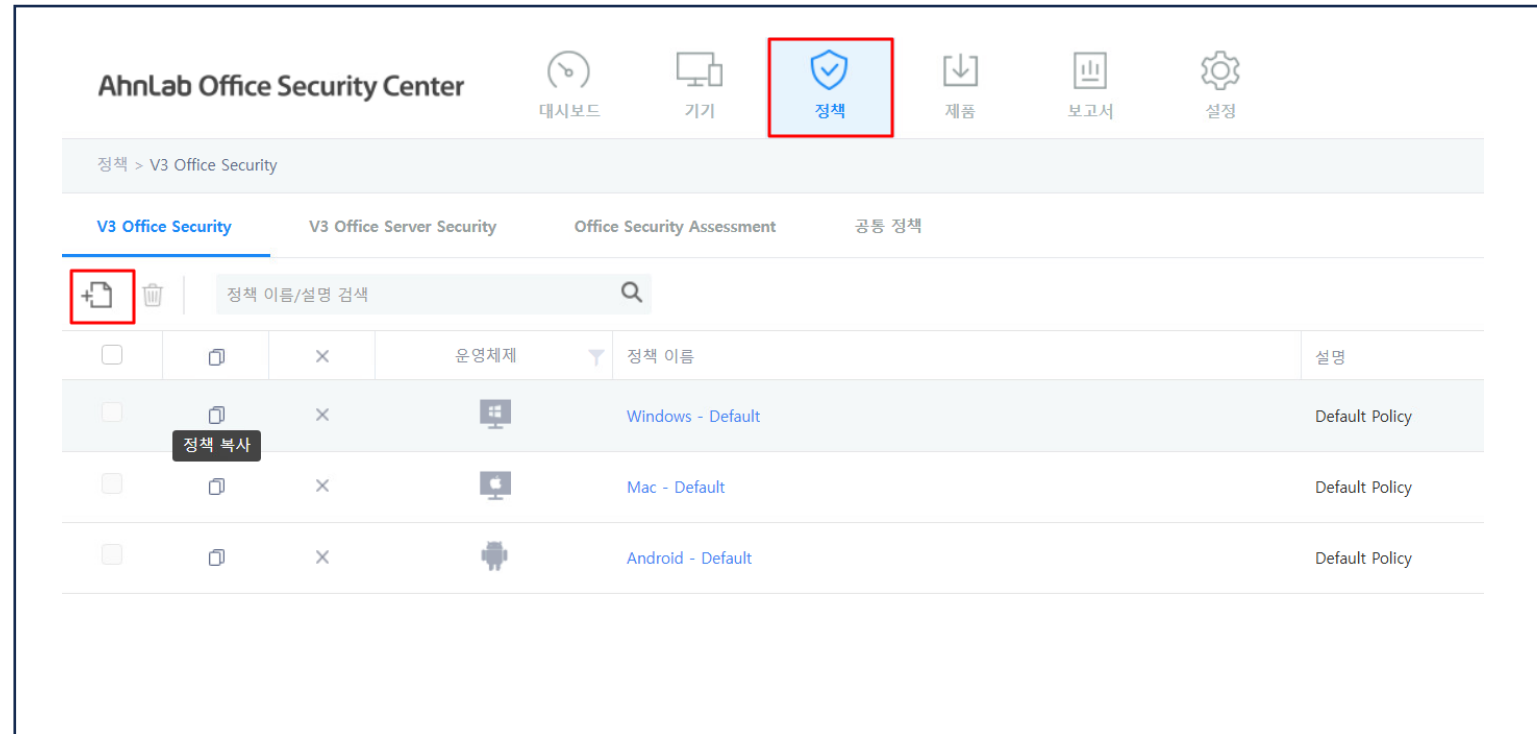 AhnLab Office Security Center
대시보드 기기 정책 제품 보고서 설정
정책 > V3 Office Security
V3 Office Security V3 Office Server Security Office Security Assessment 공통 정책
정책 이름/설명 검색
운영체제 정책 이름 설명
Windows - Default Default Policy
정책 복사
Mac - Default Default Policy
Android - Default Default Policy